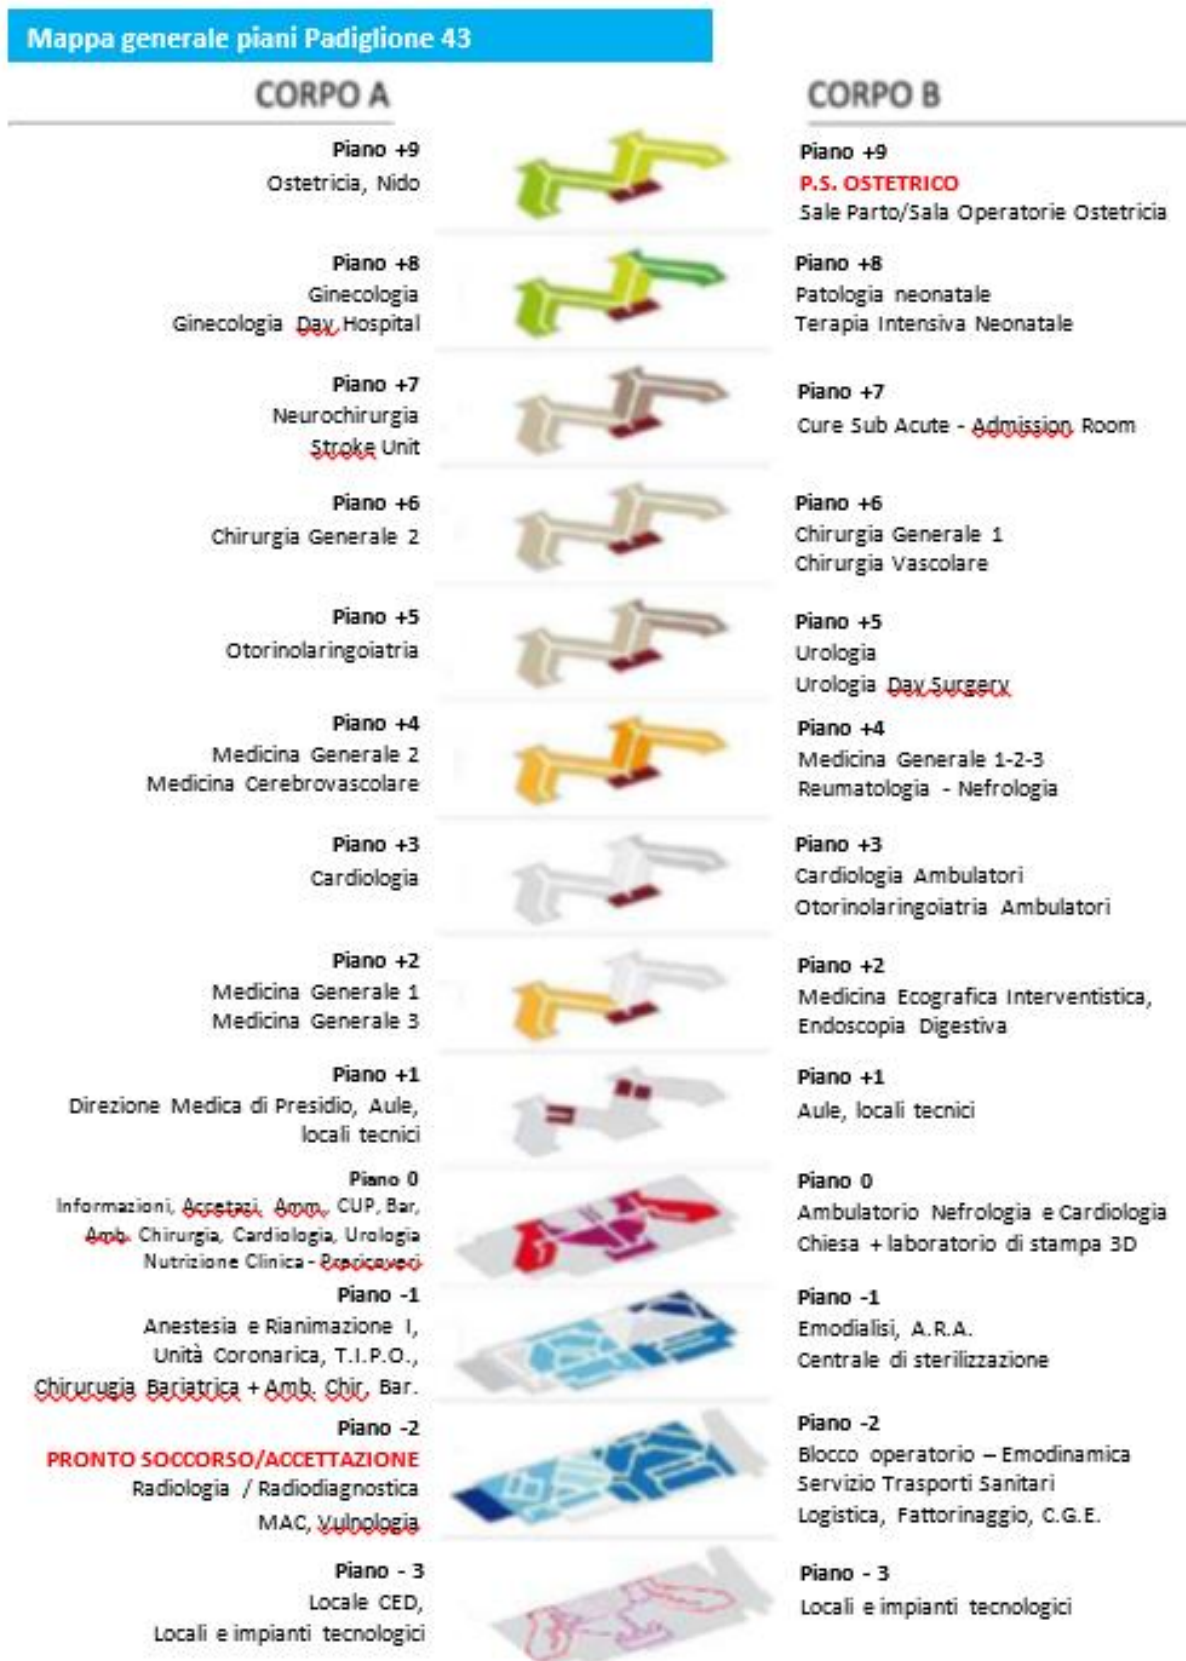 Mappa generale piani Padiglione 43
CORPO A
CORPO B
Piano +9
Ostetricia, Nido
Piano +9
P.S. OSTETRICO
Sale Parto/Sala Operatorie Ostetricia
Piano +8
Ginecologia
Ginecologia Day Hospital
Piano +8
Patologia neonatale
Terapia Intensiva Neonatale
Piano +7
Neurochirurgia
Stroke Unit
Piano +7
Cure Sub Acute - Admission Room
Piano +6
Chirurgia Generale 2
Piano +6
Chirurgia Generale 1
Chirurgia Vascolare
Piano +5
Otorinolaringoiatria
Piano +5
Urologia
Urologia Day Surgery
Piano +4
Medicina Generale 2
Medicina Cerebrovascolare
Piano +4
Medicina Generale 1-2-3
Reumatologia - Nefrologia
Piano +3
Cardiologia
Piano +3
Cardiologia Ambulatori
Otorinolaringoiatria Ambulatori
Piano +2
Medicina Generale 1
Medicina Generale 3
Piano +2
Medicina Ecografica Interventistica,
Endoscopia Digestiva
Piano +1
Direzione Medica di Presidio, Aule,
locali tecnici
Piano +1
Aule, locali tecnici
Piano 0
Informazioni, Accetazi, Amm., CUP, Bar,
Amb. Chirurgia, Cardiologia, Urologia
Nutrizione Clinica - Prericoveri
Piano 0
Ambulatorio Nefrologia e Cardiologia
Chiesa + laboratorio di stampa 3D
Piano -1
Anestesia e Rianimazione I,
Unità Coronarica, T.I.P.O.,
Chirurugia Bariatrica + Amb. Chir, Bar.
Piano -1
Emodialisi, A.R.A.
Centrale di sterilizzazione
Piano -2
PRONTO SOCCORSO/ACCETTAZIONE
Radiologia / Radiodiagnostica
MAC, Vulnologia
Piano -2
Blocco operatorio – Emodinamica
Servizio Trasporti Sanitari
Logistica, Fattorinaggio, C.G.E.
Piano - 3
Locale CED,
Locali e impianti tecnologici
Piano - 3
Locali e impianti tecnologici